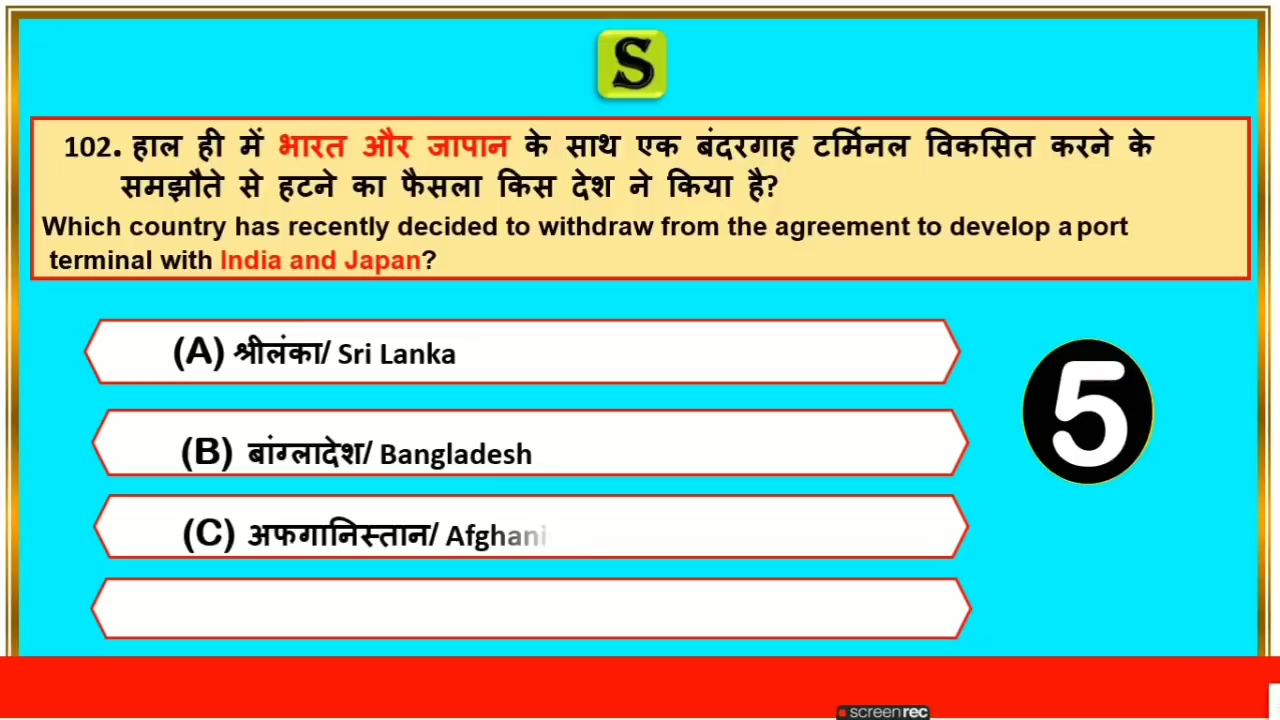 S
102. हाल ही में भारत और जापान के साथ एक बंदरगाह टर्मिनल विकसित करने के
समझौते से हटने का फैसला किस देश ने किया है?
Which country has recently decided to withdraw from the agreement to develop a port
terminal with India and Japan?
(A) श्रीलंका/ Sri Lanka
5
(B) बांग्लादेश/ Bangladesh
(C) अफगानिस्तान/ Afghani
screenrec